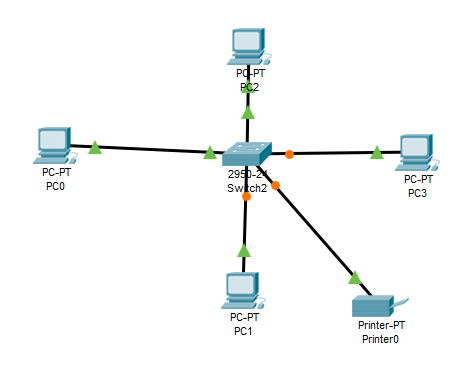 PC-PT
PC2
PC-PT
PC0
2950-24
Switch2
PC-PT
PC3
PC-PT
PC1
Printer-PT
Printer0